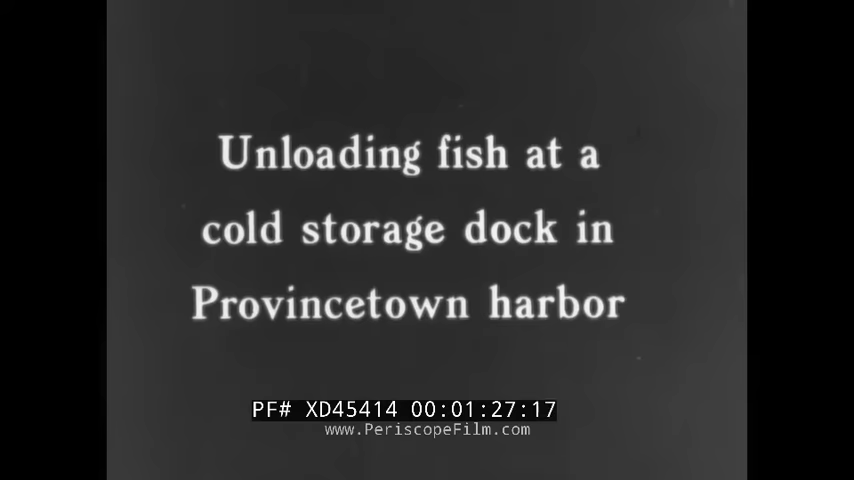 Unloading fish at a
cold storage dock in
Provincetown harbor
PF# XD45414 00:01:27:17
www.PeriscopeFilm.com